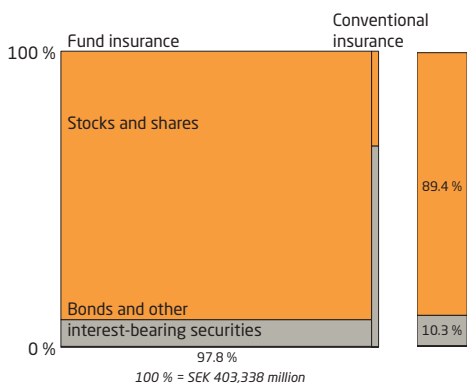 Conventional
insurance
Fund insurance
100 %
Stocks and shares
89.4 %
Bonds and other
interest-bearing securities
10.3 %
0 %
97.8 %
100 % = SEK 403,338 million